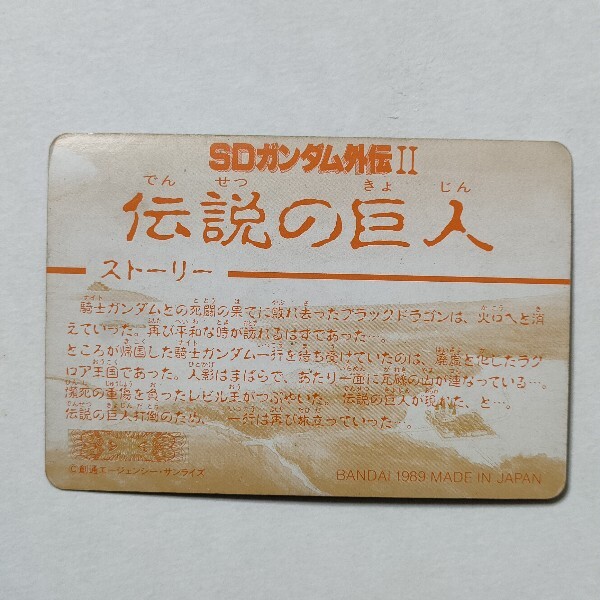 SDガンダム外伝II
でん せつ きょ じん
伝説の巨人
ストーリー
騎士ガンダムとの死闘の果てに敗れ去ったブラックドラゴンは、火口へと消
えていった。再び平和な時が訪れるはずであった…。
ところが帰国した騎士ガンダム一行を待ち受けていたのは、廃虚と化したラク
ロア王国であった。人影はまばらで、あたり一面に瓦礫の山が連なっている…。
瀕死の重傷を負ったレビル王がつぶやいた。伝説の巨人が現れた、と…。
伝説の巨人打倒のため、一行は再び旅立っていった…。
©創通エージェンシー・サンライズ
BANDAI 1989 MADE IN JAPAN